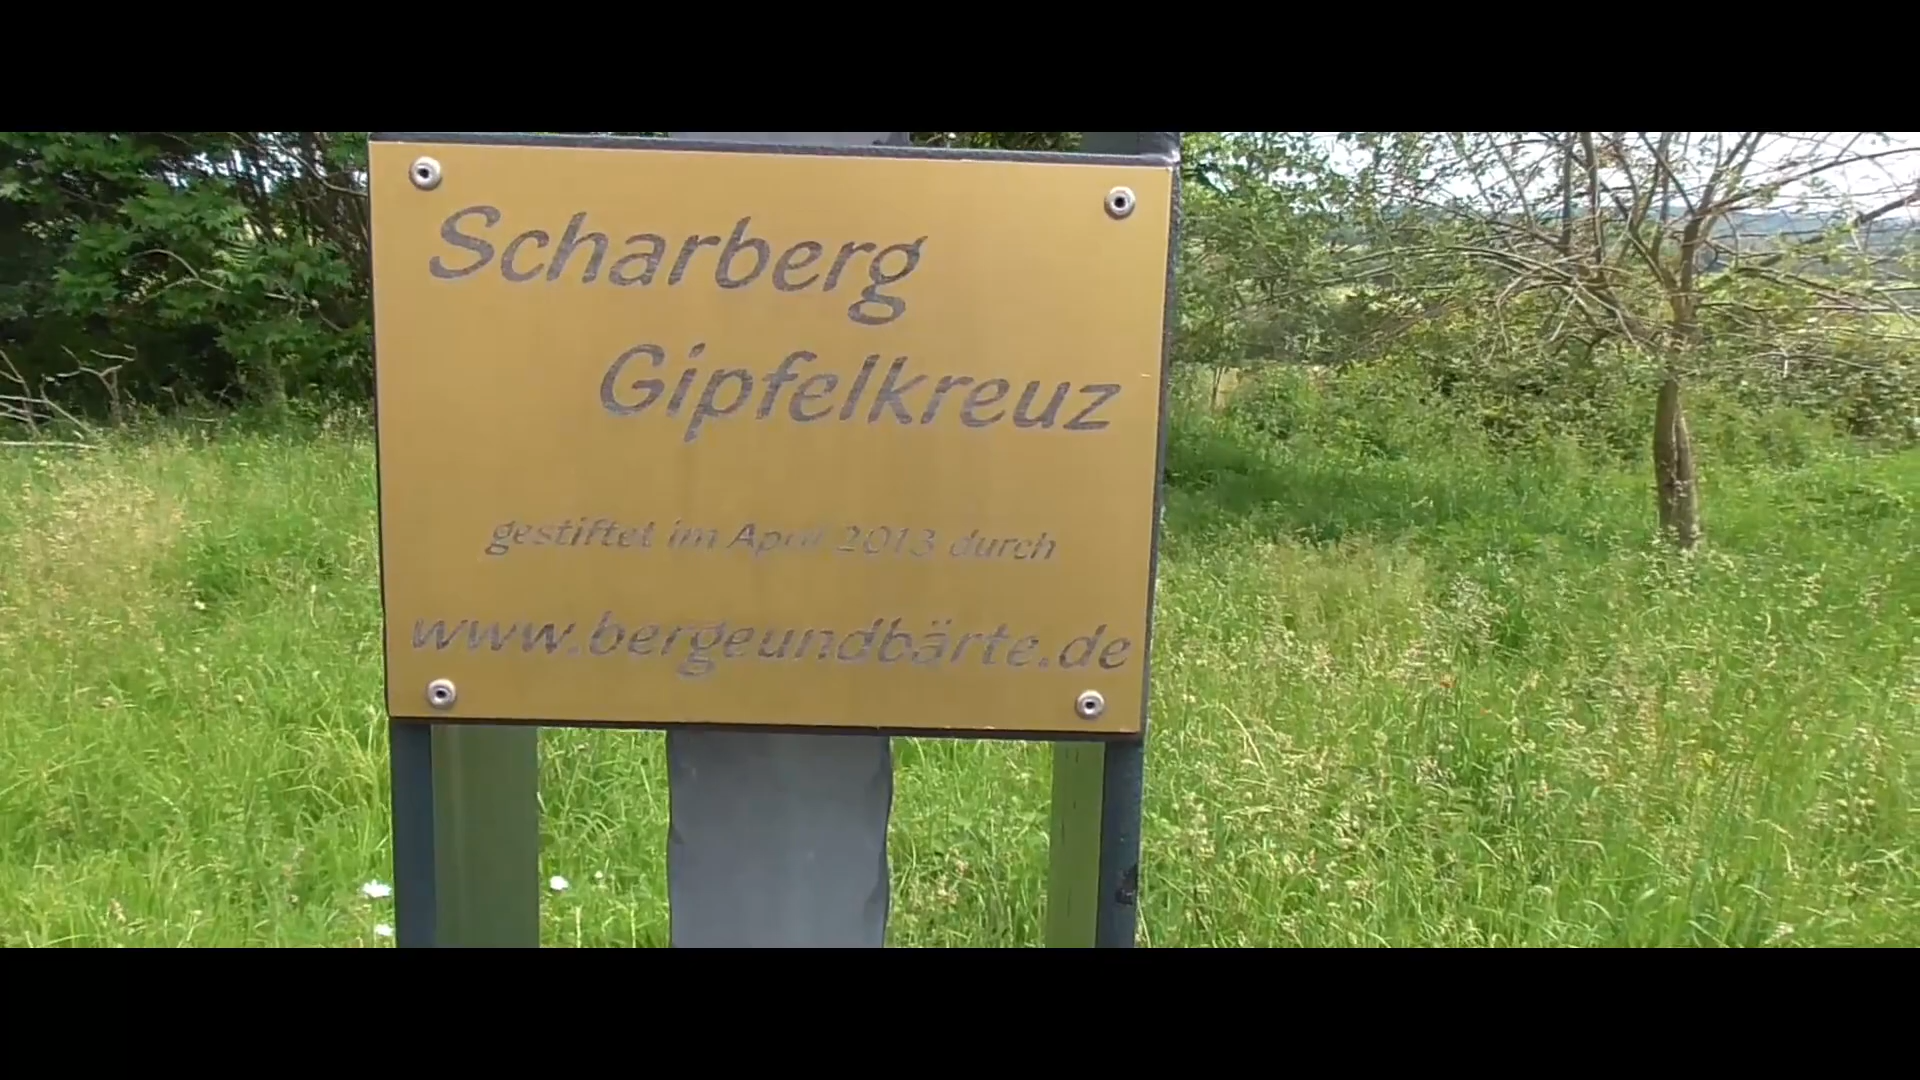 Scharberg
Gipfelkreuz
gestiftet im April 2013 durch
www.bergeundbärte.de